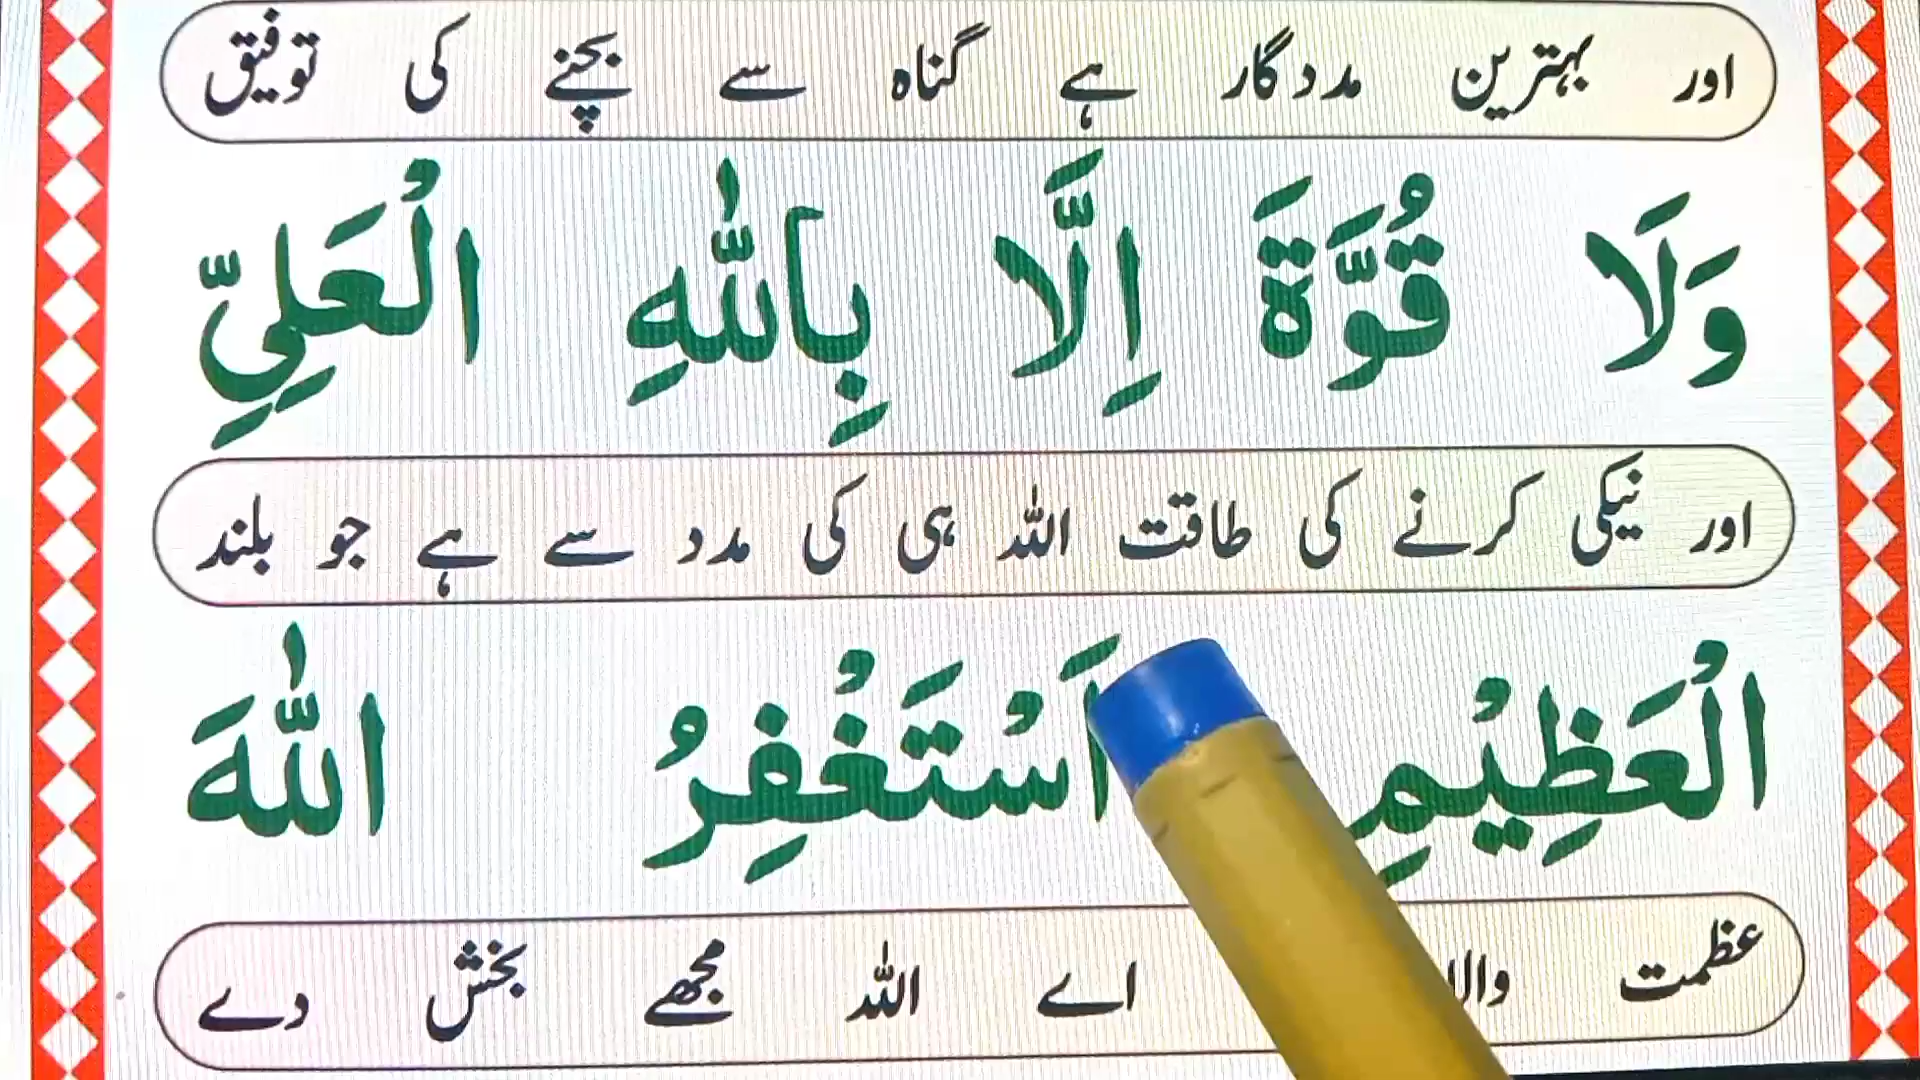 اور بہترین مددگار ہے گناہ سے بچنے کی توفیق
وَلَا قُوَّةَ اِلَّا بِاللّٰهِ الْعَلِیِّ
اور نیکی کرنے کی طاقت اللہ ہی کی مدد سے ہے جو بلند
الْعَظِیْمِ اَسْتَغْفِرُ اللّٰهَ
عظمت والا اے اللہ مجھے بخش دے